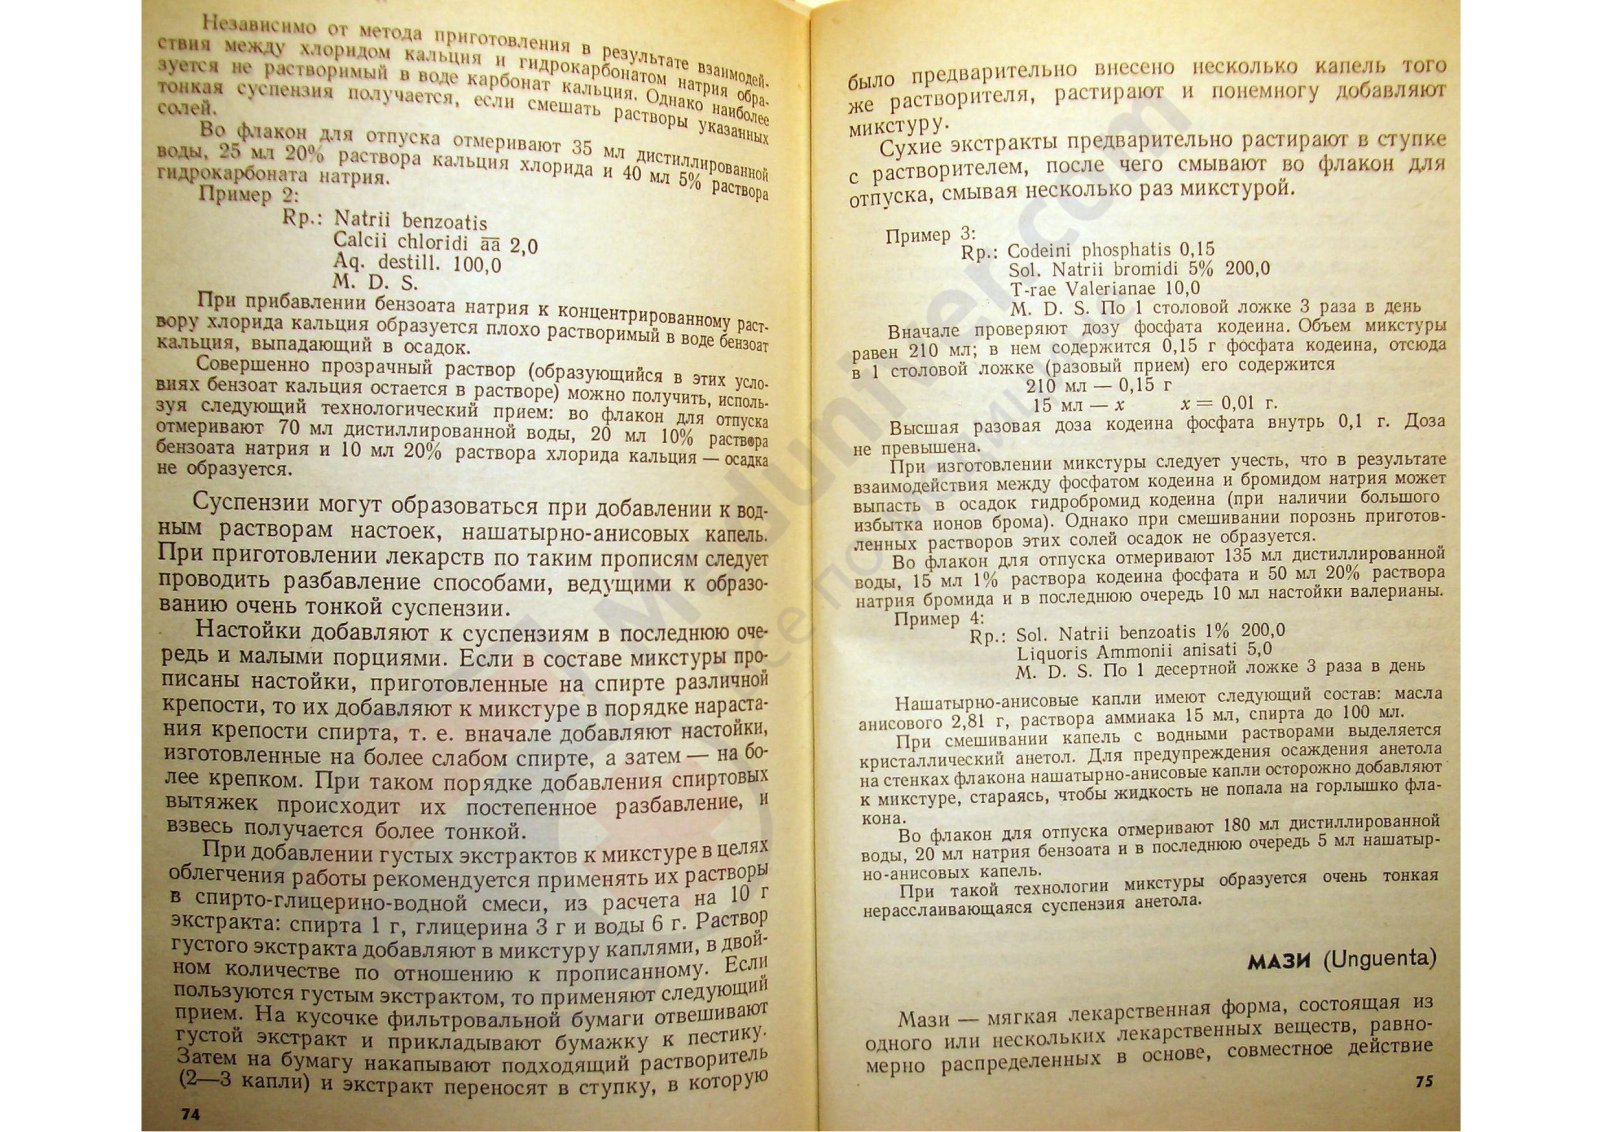 Независимо от метода приготовления в результате взаимодей-
ствия между хлоридом кальция и гидрокарбонатом натрия обра-
зуется не растворимый в воде карбонат кальция. Однако наиболее
тонкая суспензия получается, если смешать растворы указанных
солей.
Во флакон для отпуска отмеривают 35 мл дистиллированной
воды, 25 мл 20% раствора кальция хлорида и 40 мл 5% раствора
гидрокарбоната натрия.
Пример 2:
Rp.: Natrii benzoatis
Calcii chloridi a̅a̅ 2,0
Aq. destill. 100,0
M. D. S.
При прибавлении бензоата натрия к концентрированному раст-
вору хлорида кальция образуется плохо растворимый в воде бензоат
кальция, выпадающий в осадок.
Совершенно прозрачный раствор (образующийся в этих усло-
виях бензоат кальция остается в растворе) можно получить, исполь-
зуя следующий технологический прием: во флакон для отпуска
отмеривают 70 мл дистиллированной воды, 20 мл 10% раствора
бензоата натрия и 10 мл 20% раствора хлорида кальция — осадка
не образуется.
Суспензии могут образоваться при добавлении к вод-
ным растворам настоек, нашатырно-анисовых капель.
При приготовлении лекарств по таким прописям следует
проводить разбавление способами, ведущими к образо-
ванию очень тонкой суспензии.
Настойки добавляют к суспензиям в последнюю оче-
редь и малыми порциями. Если в составе микстуры про-
писаны настойки, приготовленные на спирте различной
крепости, то их добавляют к микстуре в порядке нараста-
ния крепости спирта, т. е. вначале добавляют настойки,
изготовленные на более слабом спирте, а затем — на бо-
лее крепком. При таком порядке добавления спиртовых
вытяжек происходит их постепенное разбавление, и
взвесь получается более тонкой.
При добавлении густых экстрактов к микстуре в целях
облегчения работы рекомендуется применять их растворы
в спирто-глицерино-водной смеси, из расчета на 10 г
экстракта: спирта 1 г, глицерина 3 г и воды 6 г. Раствор
густого экстракта добавляют в микстуру каплями, в двой-
ном количестве по отношению к прописанному. Если
пользуются густым экстрактом, то применяют следующий
прием. На кусочке фильтровальной бумаги отвешивают
густой экстракт и прикладывают бумажку к пестику.
Затем на бумагу накапывают подходящий растворитель
(2—3 капли) и экстракт переносят в ступку, в которую
74
было предварительно внесено несколько капель того
же растворителя, растирают и понемногу добавляют
микстуру.
Сухие экстракты предварительно растирают в ступке
с растворителем, после чего смывают во флакон для
отпуска, смывая несколько раз микстурой.
Пример 3:
Rp.: Codeini phosphatis 0,15
Sol. Natrii bromidi 5% 200,0
T-rae Valerianae 10,0
M. D. S. По 1 столовой ложке 3 раза в день
Вначале проверяют дозу фосфата кодеина. Объем микстуры
равен 210 мл; в нем содержится 0,15 г фосфата кодеина, отсюда
в 1 столовой ложке (разовый прием) его содержится
210 мл — 0,15 г
15 мл — x x = 0,01 г.
Высшая разовая доза кодеина фосфата внутрь 0,1 г. Доза
не превышена.
При изготовлении микстуры следует учесть, что в результате
взаимодействия между фосфатом кодеина и бромидом натрия может
выпасть в осадок гидробромид кодеина (при наличии большого
избытка ионов брома). Однако при смешивании порознь приготов-
ленных растворов этих солей осадок не образуется.
Во флакон для отпуска отмеривают 135 мл дистиллированной
воды, 15 мл 1% раствора кодеина фосфата и 50 мл 20% раствора
натрия бромида и в последнюю очередь 10 мл настойки валерианы.
Пример 4:
Rp.: Sol. Natrii benzoatis 1% 200,0
Liquoris Ammonii anisati 5,0
M. D. S. По 1 десертной ложке 3 раза в день
Нашатырно-анисовые капли имеют следующий состав: масла
анисового 2,81 г, раствора аммиака 15 мл, спирта до 100 мл.
При смешивании капель с водными растворами выделяется
кристаллический анетол. Для предупреждения осаждения анетола
на стенках флакона нашатырно-анисовые капли осторожно добавляют
к микстуре, стараясь, чтобы жидкость не попала на горлышко фла-
кона.
Во флакон для отпуска отмеривают 180 мл дистиллированной
воды, 20 мл натрия бензоата и в последнюю очередь 5 мл нашатыр-
но-анисовых капель.
При такой технологии микстуры образуется очень тонкая
нерасслаивающаяся суспензия анетола.
МАЗИ (Unguenta)
Мази — мягкая лекарственная форма, состоящая из
одного или нескольких лекарственных веществ, равно-
мерно распределенных в основе, совместное действие
75
Meduniver.com
Все по медицине